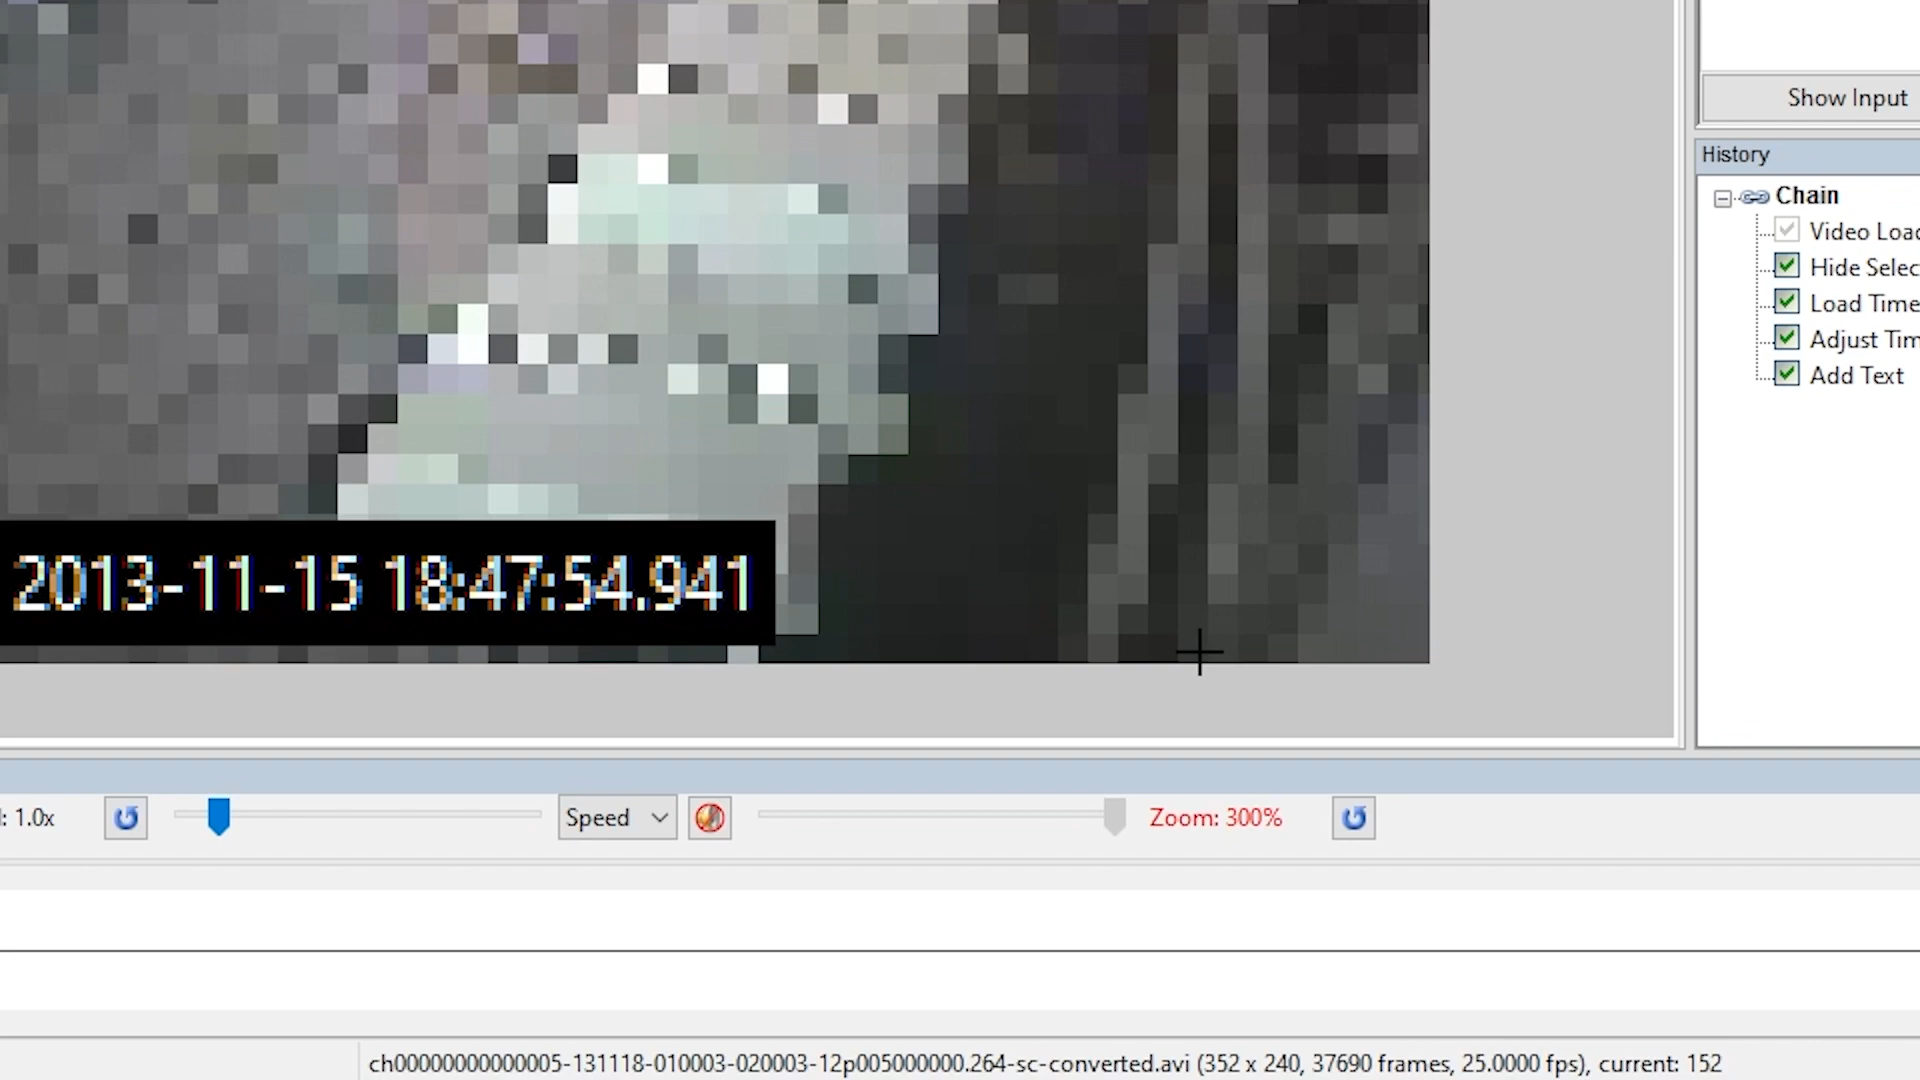 Show Input
History
Chain
Video Load
Hide Selec
Load Time
Adjust Tim
Add Text
2013-11-15 18:47:54.941
: 1.0x
Speed
Zoom: 300%
ch00000000000005-131118-010003-020003-12p005000000.264-sc-converted.avi (352 x 240, 37690 frames, 25.0000 fps), current: 152